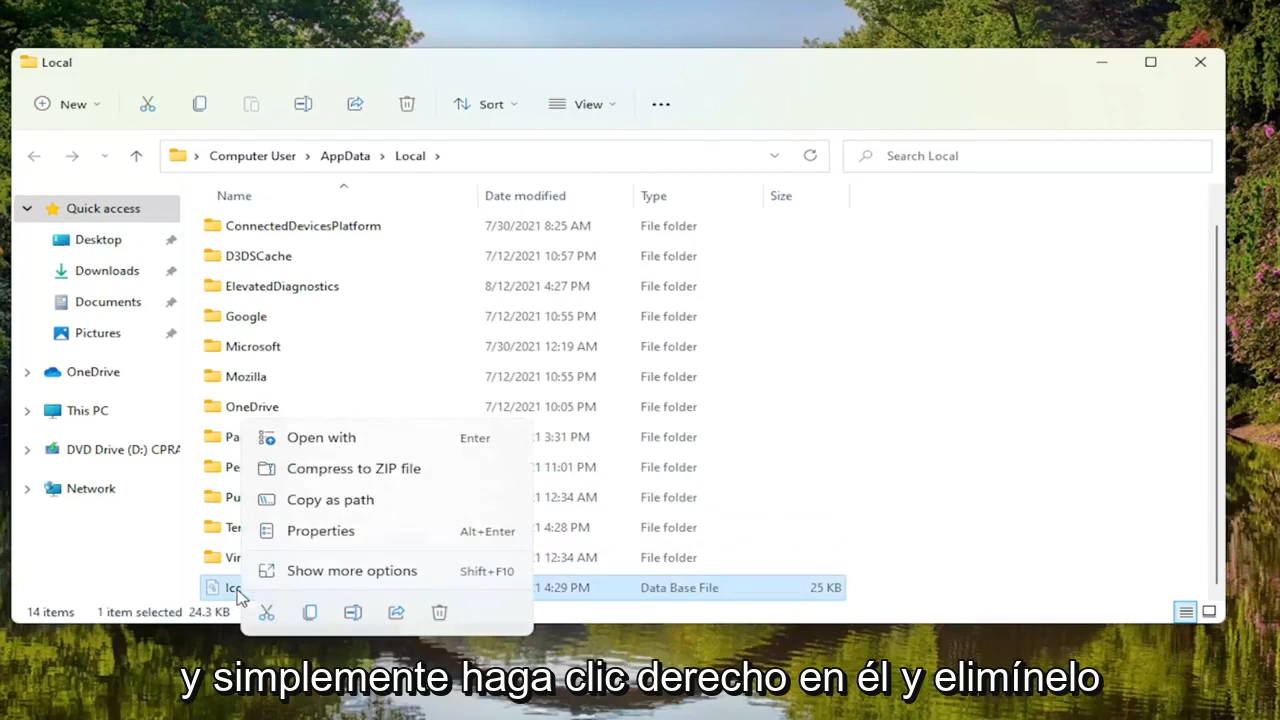 Local
New
Sort
View
Computer User > AppData > Local >
Search Local
Name Date modified Type Size
Quick access
Desktop
Downloads
Documents
Pictures
OneDrive
This PC
DVD Drive (D:) CPRA
Network
ConnectedDevicesPlatform 7/30/2021 8:25 AM File folder
D3DSCache 7/12/2021 10:57 PM File folder
ElevatedDiagnostics 8/12/2021 4:27 PM File folder
Google 7/12/2021 10:55 PM File folder
Microsoft 7/30/2021 12:19 AM File folder
Mozilla 7/12/2021 10:55 PM File folder
OneDrive 7/12/2021 10:05 PM File folder
Pa 1 3:31 PM File folder
Pe 1 11:01 PM File folder
Pu 1 12:34 AM File folder
Ter 1 4:28 PM File folder
Vir 1 12:34 AM File folder
Ico 1 4:29 PM Data Base File 25 KB
Open with Enter
Compress to ZIP file
Copy as path
Properties Alt+Enter
Show more options Shift+F10
14 items 1 item selected 24.3 KB
y simplemente haga clic derecho en él y elimínelo